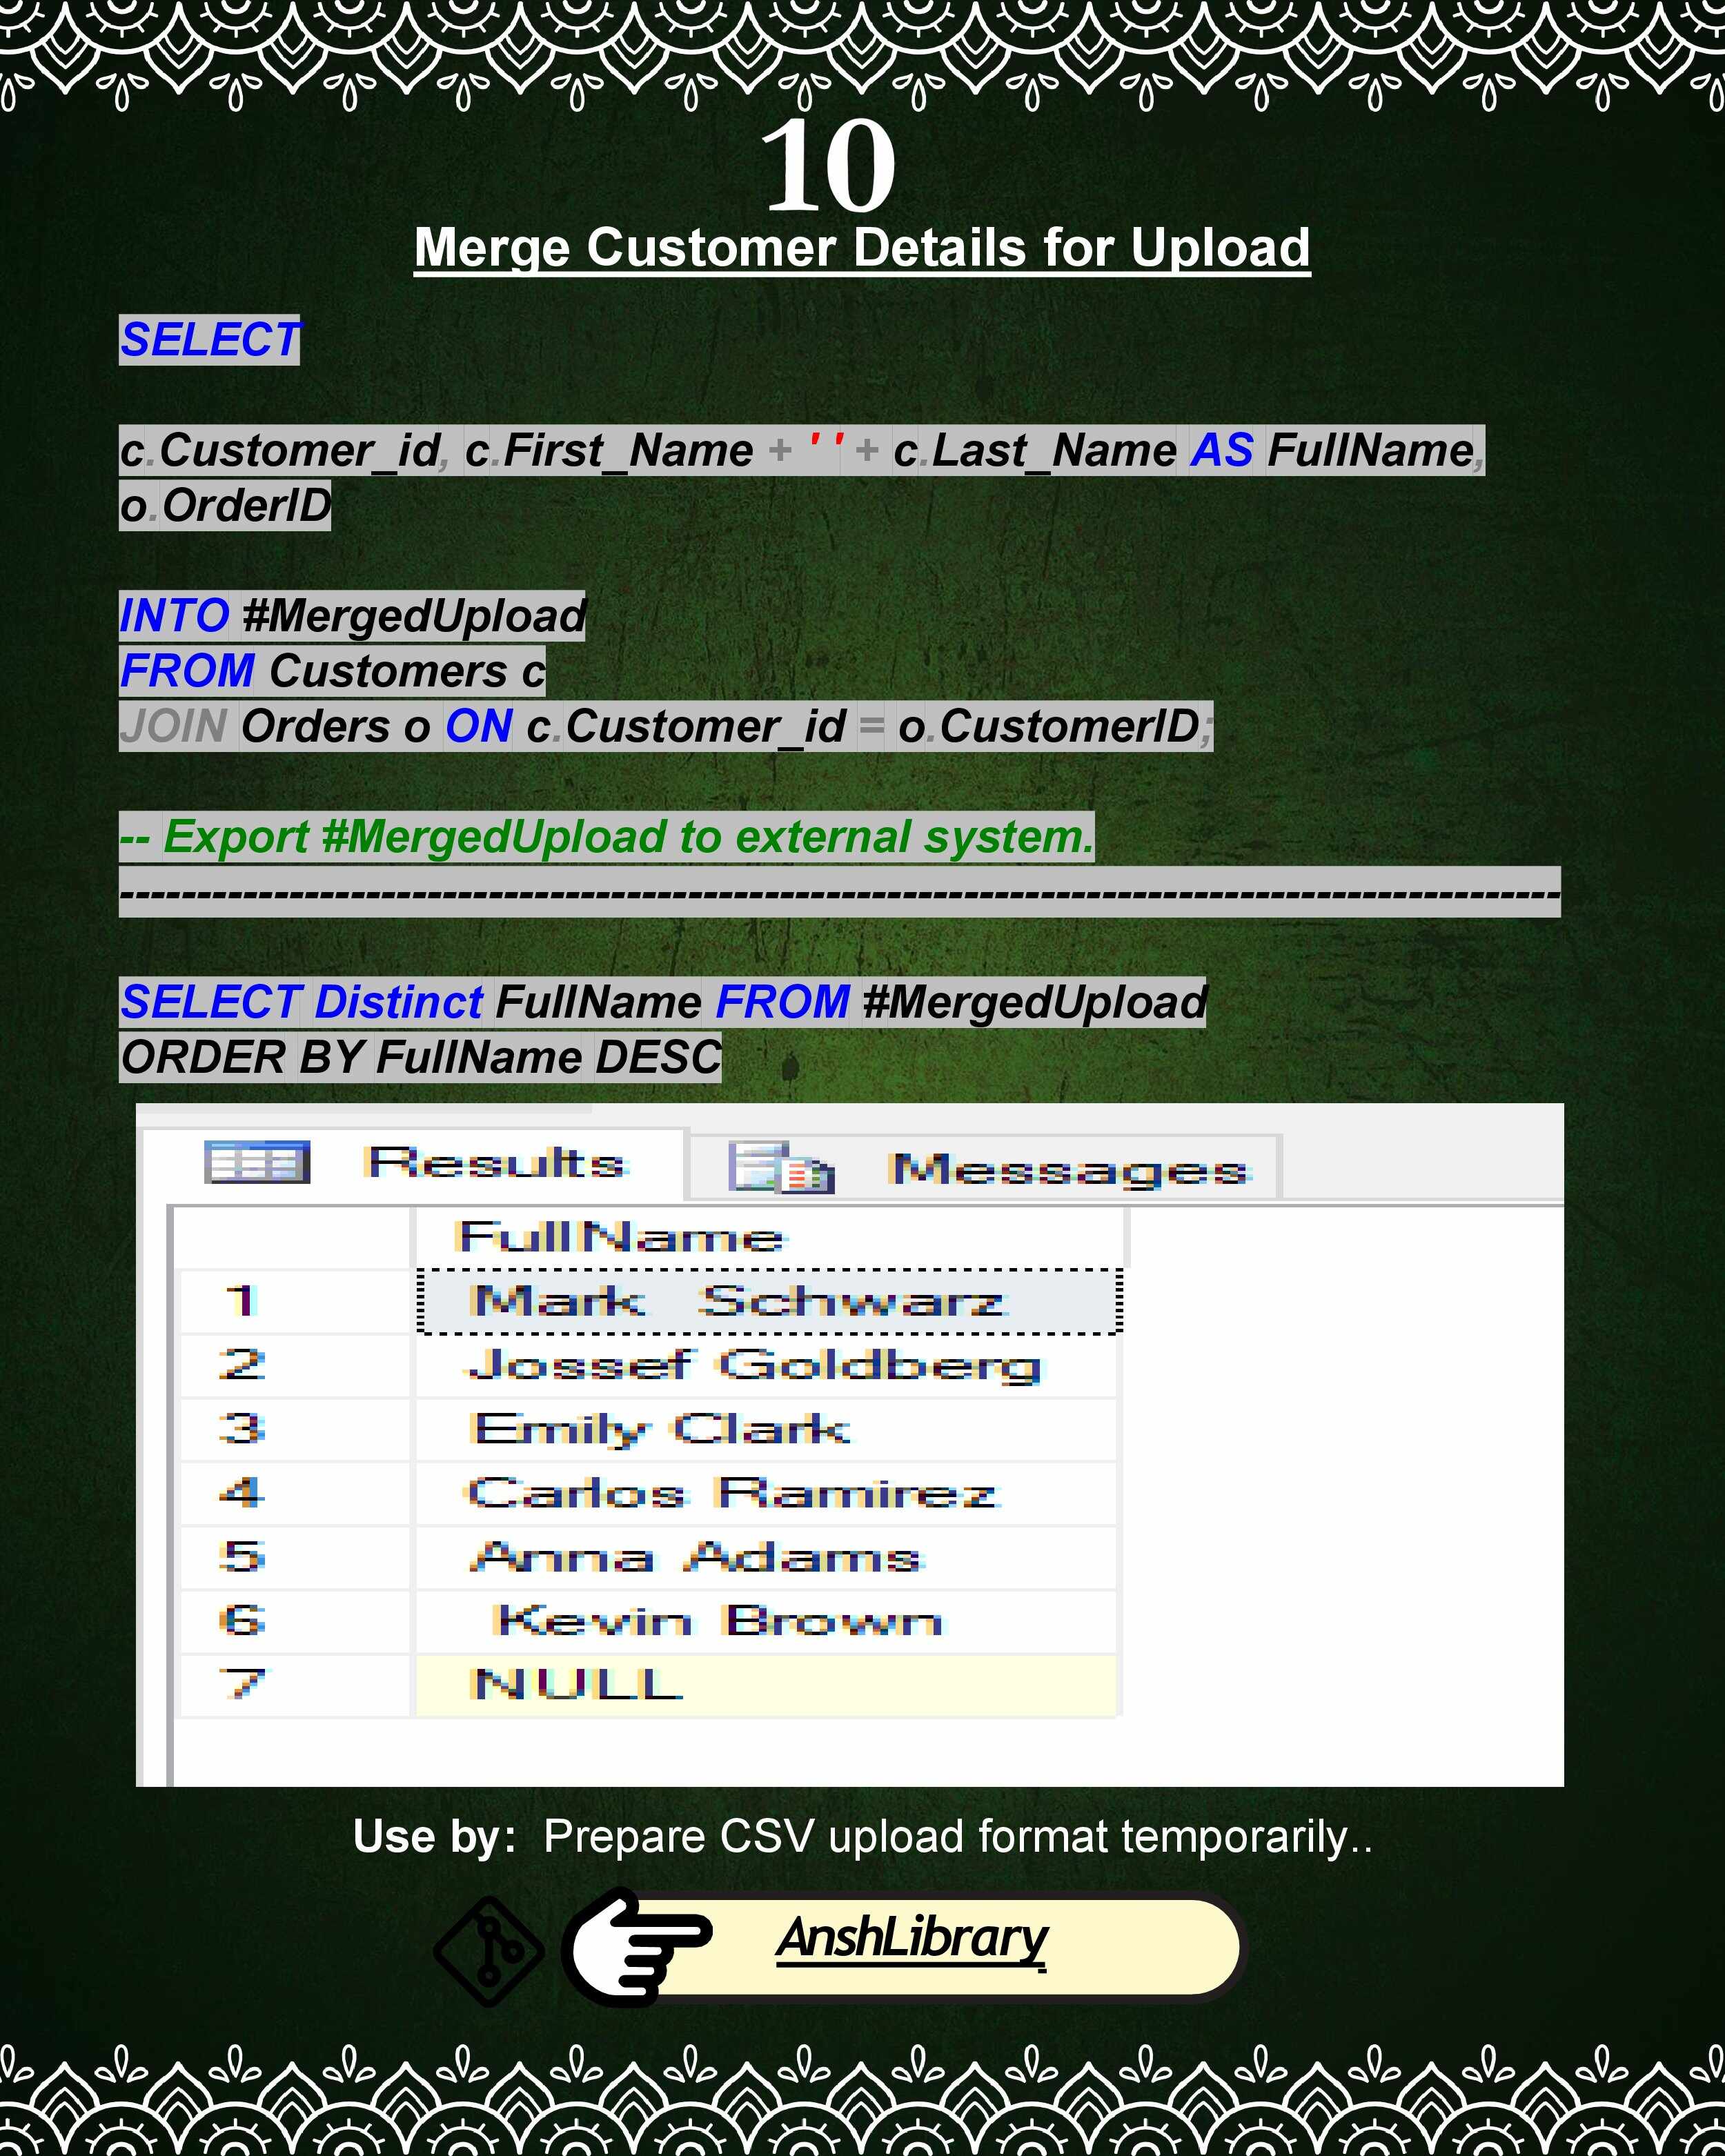 10
Merge Customer Details for Upload
SELECT
c.Customer_id, c.First_Name + ' ' + c.Last_Name AS FullName,
o.OrderID
INTO #MergedUpload
FROM Customers c
JOIN Orders o ON c.Customer_id = o.CustomerID;
-- Export #MergedUpload to external system.
---------------------------------------------------------------------------------------------
SELECT Distinct FullName FROM #MergedUpload
ORDER BY FullName DESC
Results Messages
FullName
1 Mark  Schwarz
2 Jossef Goldberg
3 Emily Clark
4 Carlos Ramirez
5 Anna Adams
6  Kevin Brown
7 NULL
Use by:  Prepare CSV upload format temporarily..
AnshLibrary